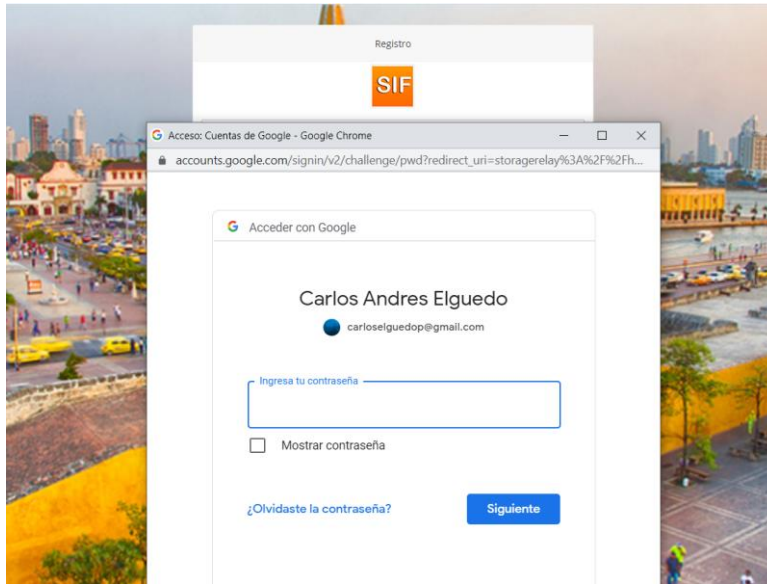 Registro
SIF
Acceso: Cuentas de Google - Google Chrome
accounts.google.com/signin/v2/challenge/pwd?redirect_uri=storagerelay%3A%2F%2Fh...
Acceder con Google
Carlos Andres Elguedo
carloselguedop@gmail.com
Ingresa tu contraseña
Mostrar contraseña
¿Olvidaste la contraseña?
Siguiente